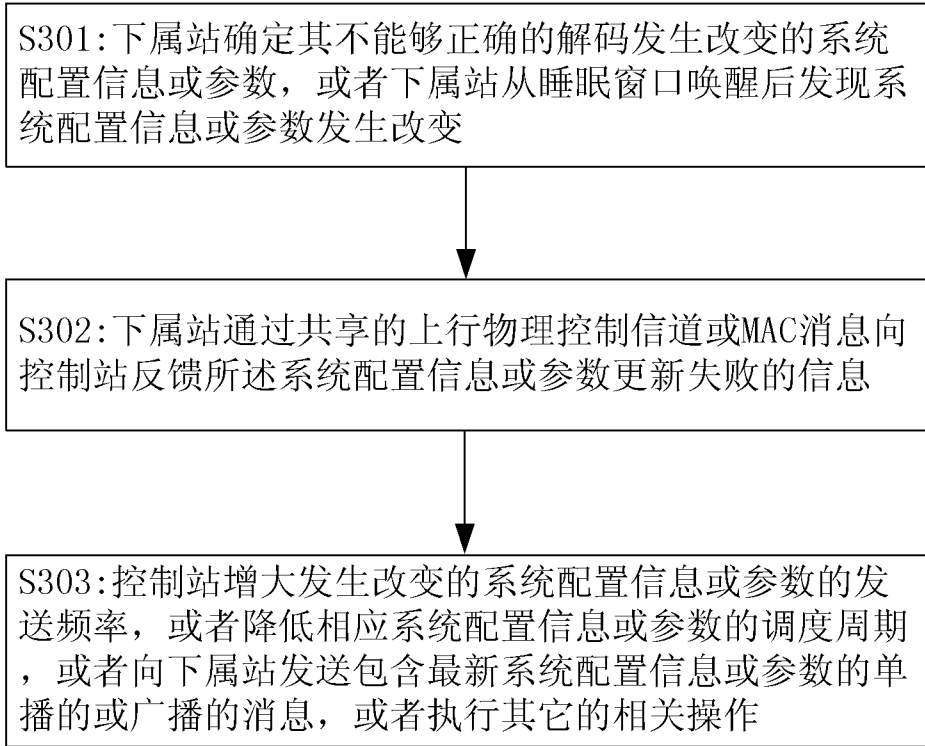 S301:下属站确定其不能够正确的解码发生改变的系统
配置信息或参数，或者下属站从睡眠窗口唤醒后发现系
统配置信息或参数发生改变
S302:下属站通过共享的上行物理控制信道或MAC消息向
控制站反馈所述系统配置信息或参数更新失败的信息
S303:控制站增大发生改变的系统配置信息或参数的发
送频率，或者降低相应系统配置信息或参数的调度周期
，或者向下属站发送包含最新系统配置信息或参数的单
播的或广播的消息，或者执行其它的相关操作